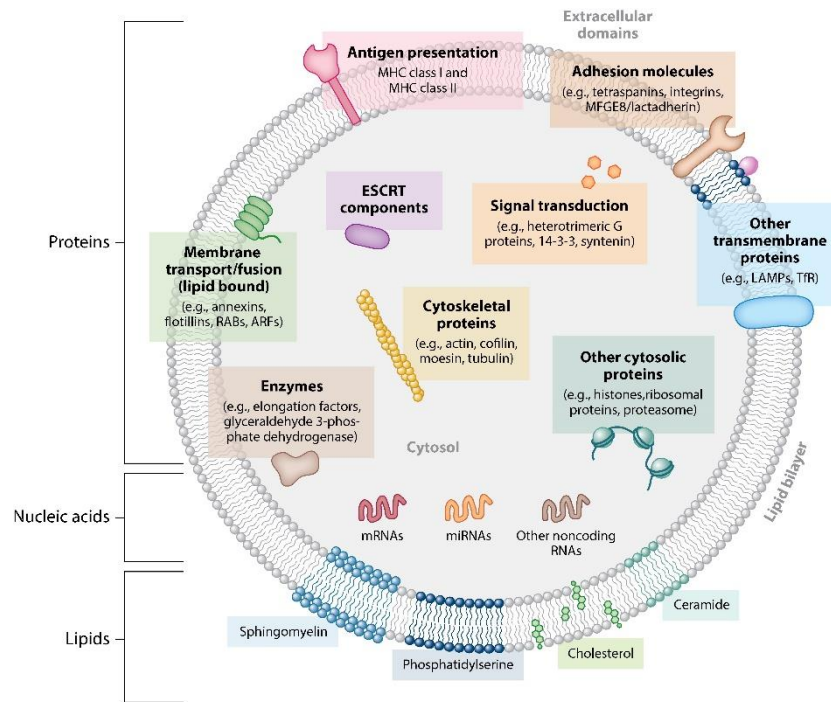 Extracellular
domains
Antigen presentation
MHC class I and
MHC class II
Adhesion molecules
(e.g., tetraspanins, integrins,
MFGE8/lactadherin)
ESCRT
components
Signal transduction
(e.g., heterotrimeric G
proteins, 14-3-3, syntenin)
Other
transmembrane
proteins
(e.g., LAMPs, TfR)
Proteins
Membrane
transport/fusion
(lipid bound)
(e.g., annexins,
flotillins, RABs, ARFs)
Cytoskeletal
proteins
(e.g., actin, cofilin,
moesin, tubulin)
Other cytosolic
proteins
(e.g., histones,ribosomal
proteins, proteasome)
Enzymes
(e.g., elongation factors,
glyceraldehyde 3-phos-
phate dehydrogenase)
Cytosol
Lipid bilayer
Nucleic acids
mRNAs
miRNAs
Other noncoding
RNAs
Lipids
Sphingomyelin
Phosphatidylserine
Cholesterol
Ceramide